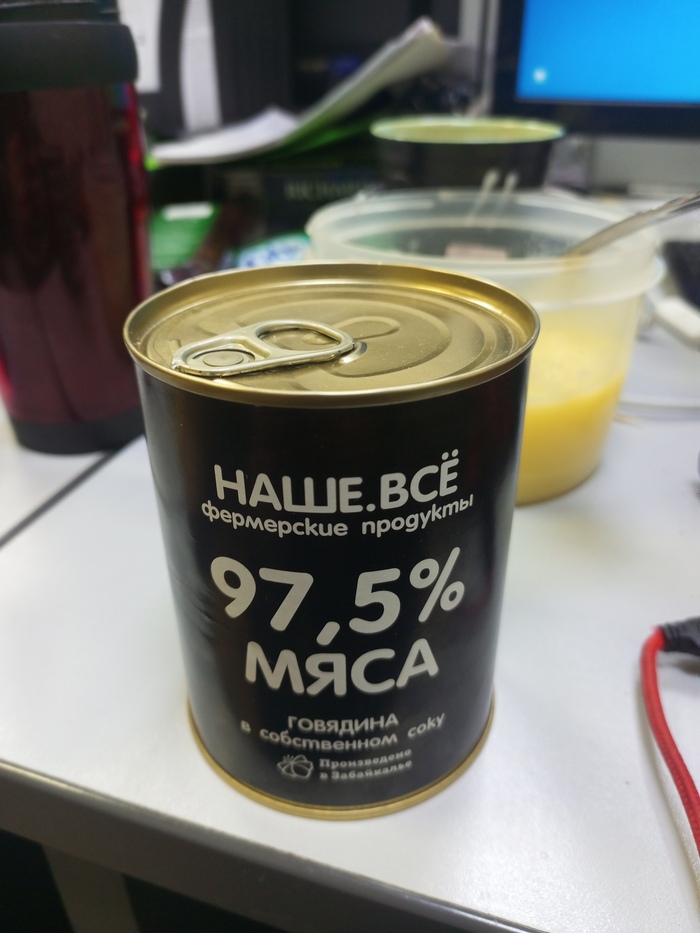 НАШЕ.ВСЁ
фермерские продукты
97,5%
МЯСА
ГОВЯДИНА
в собственном соку
Произведено
в Забайкалье